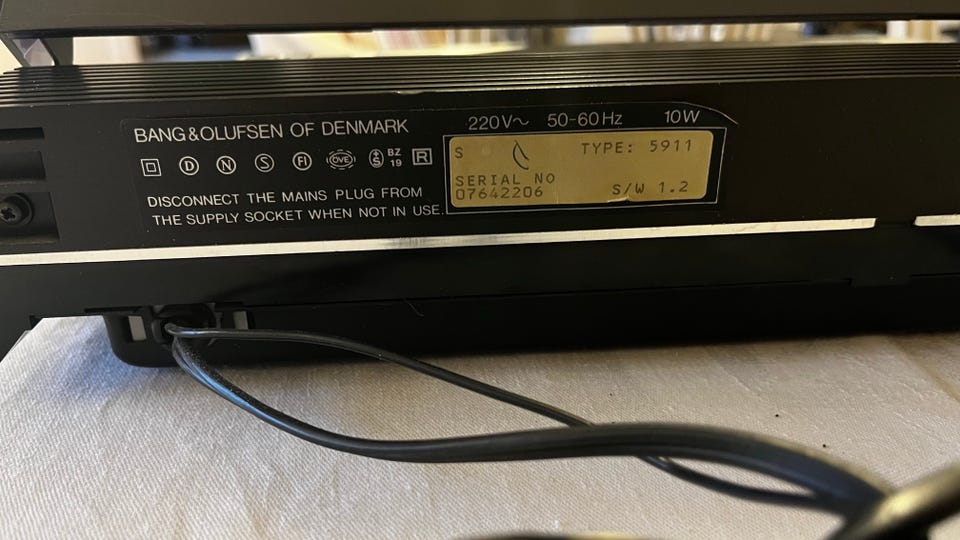 BANG&OLUFSEN OF DENMARK
220V~ 50-60Hz 10W
D N S FI ÖVE S BZ 19 R
DISCONNECT THE MAINS PLUG FROM
THE SUPPLY SOCKET WHEN NOT IN USE.
S TYPE: 5911
SERIAL NO
07642206 S/W 1.2